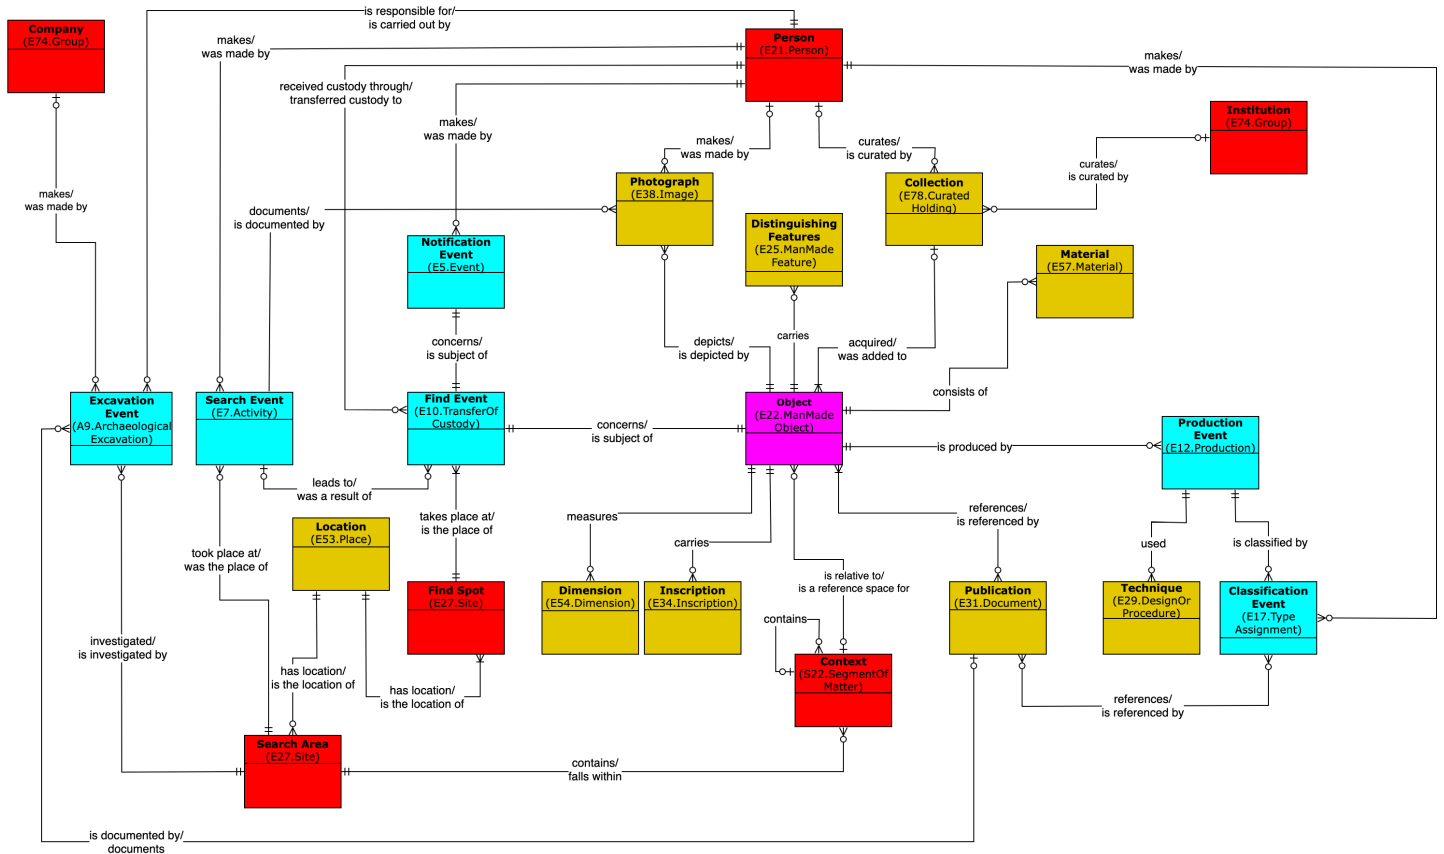 is responsible for/
is carried out by
Company
(E74.Group)
Person
(E21.Person)
makes/
was made by
makes/
was made by
received custody through/
transferred custody to
Institution
(E74.Group)
makes/
was made by
makes/
was made by
curates/
is curated by
curates/
is curated by
Photograph
(E38.Image)
Collection
(E78.Curated
Holding)
makes/
was made by
documents/
is documented by
Distinguishing
Features
(E25.ManMade
Feature)
Notification
Event
(E5.Event)
Material
(E57.Material)
concerns/
is subject of
depicts/
is depicted by
carries
acquired/
was added to
consists of
Excavation
Event
(A9.Archaeological
Excavation)
Search Event
(E7.Activity)
Find Event
(E10.TransferOf
Custody)
Object
(E22.ManMade
Object)
concerns/
is subject of
Production
Event
(E12.Production)
is produced by
leads to/
was a result of
takes place at/
is the place of
measures
references/
is referenced by
Location
(E53.Place)
carries
used
is classified by
took place at/
was the place of
is relative to/
is a reference space for
Find Spot
(E27.Site)
Dimension
(E54.Dimension)
Inscription
(E34.Inscription)
Publication
(E31.Document)
Technique
(E29.DesignOr
Procedure)
Classification
Event
(E17.Type
Assignment)
contains
investigated/
is investigated by
Context
(S22.SegmentOf
Matter)
has location/
is the location of
has location/
is the location of
references/
is referenced by
Search Area
(E27.Site)
contains/
falls within
is documented by/
documents